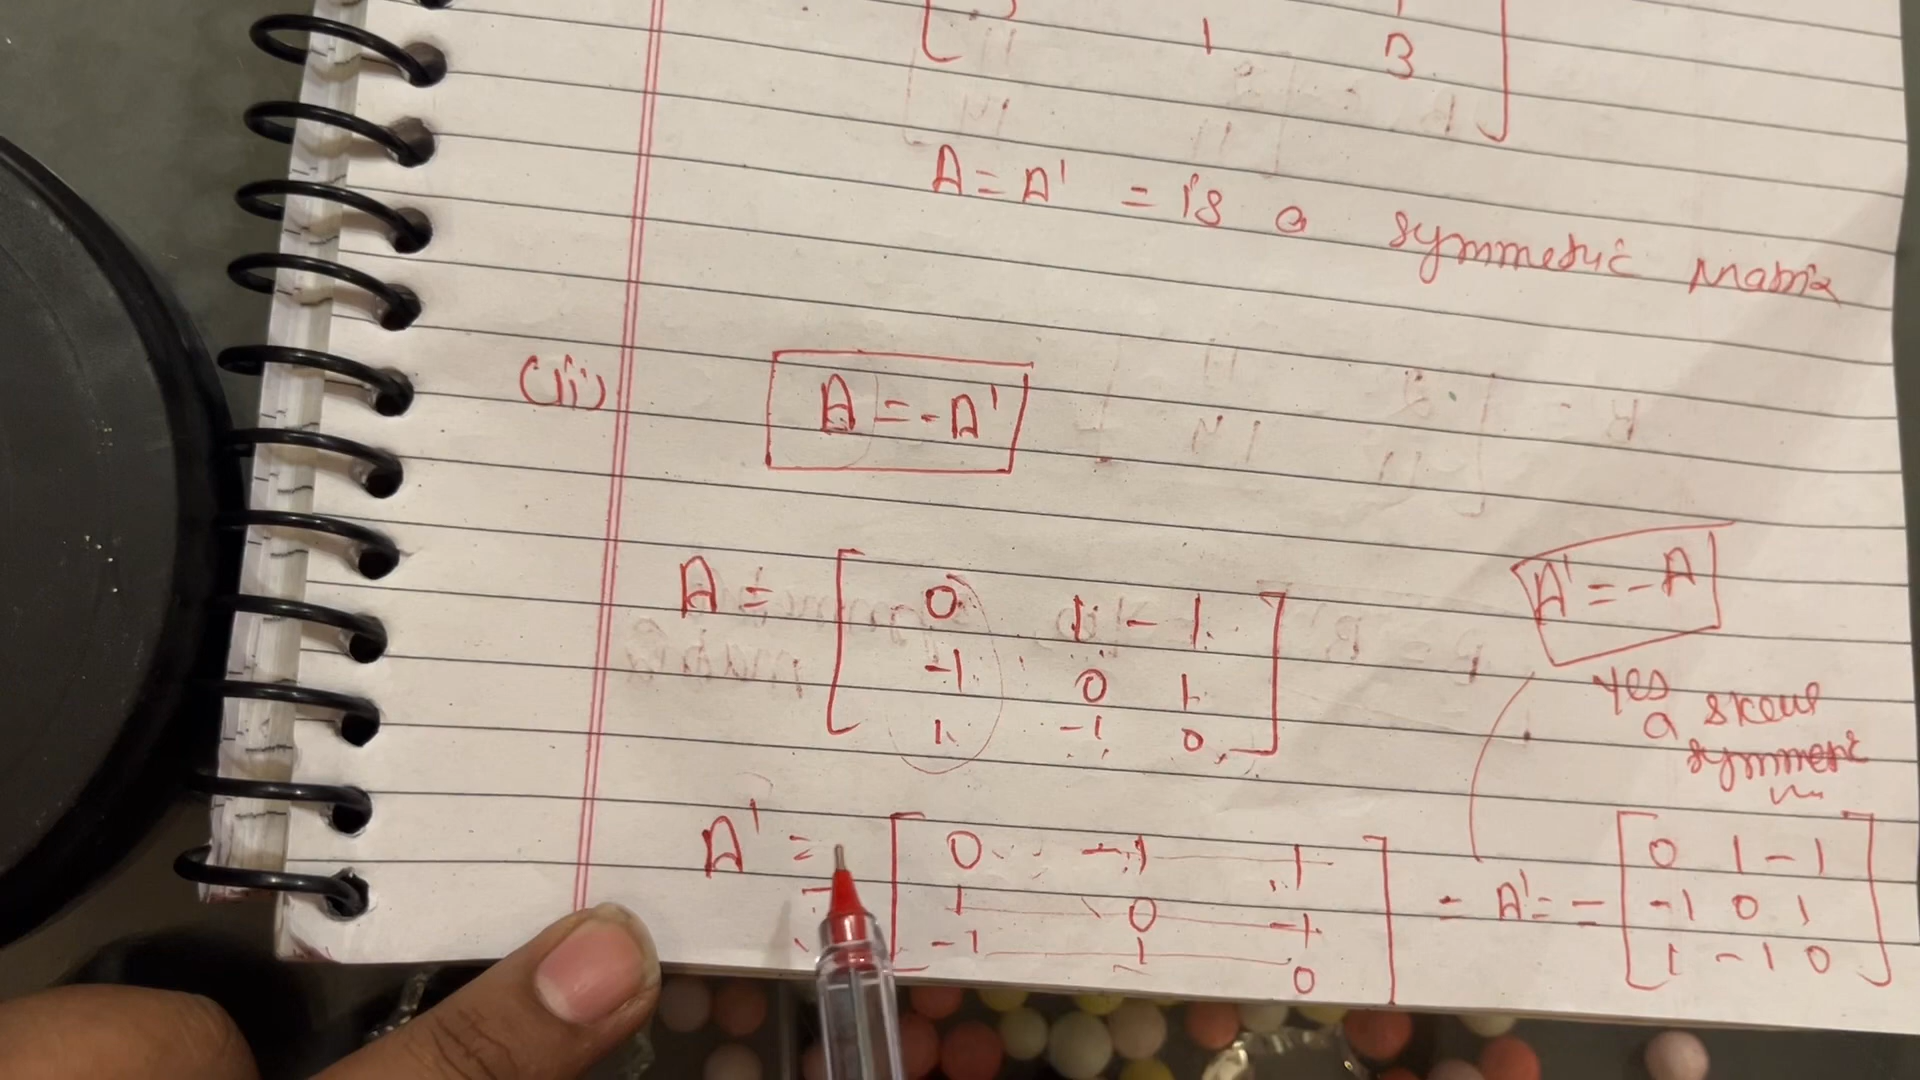 1 3
A = A' = is a symmetric Matrix
(ii) A = -A'
A = [ 0 1 -1
-1 0 1
1 -1 0 ]
A' = -A
yes
a skew
symmetric
A' = [ 0 -1 1
1 0 -1
-1 1 0 ]
= A' = - [ 0 1 -1
-1 0 1
1 -1 0 ]